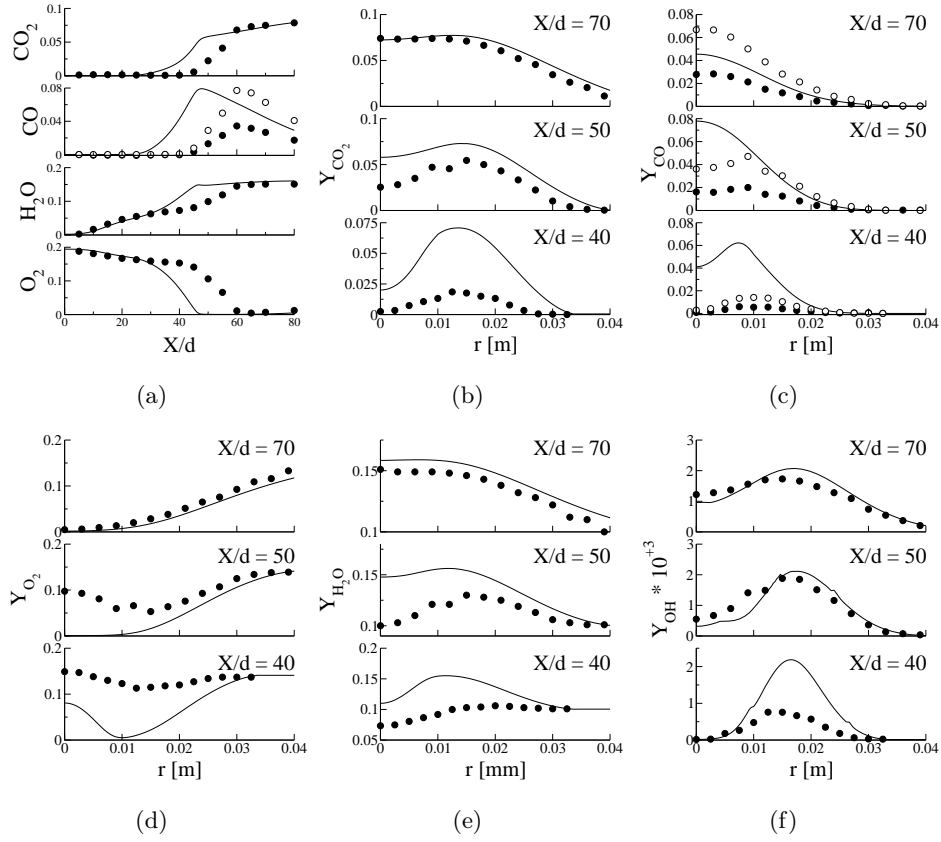 CO2
0.1
0.05
0
CO
0.08
0.04
0
H2O
0.2
0.1
0
O2
0.2
0.1
0
0 20 40 60 80
X/d
(a)
YCO2
X/d = 70
0.1
0.05
0
X/d = 50
0.1
0.05
0
X/d = 40
0.075
0.05
0.025
0
0 0.01 0.02 0.03 0.04
r [m]
(b)
YCO
X/d = 70
0.08
0.06
0.04
0.02
0
X/d = 50
0.08
0.06
0.04
0.02
0
X/d = 40
0.08
0.06
0.04
0.02
0
0 0.01 0.02 0.03 0.04
r [m]
(c)
YO2
X/d = 70
0.2
0.1
0
X/d = 50
0.2
0.1
0
X/d = 40
0.2
0.1
0
0 0.01 0.02 0.03 0.04
r [m]
(d)
YH2O
X/d = 70
0.15
0.1
X/d = 50
0.15
0.1
X/d = 40
0.2
0.15
0.1
0.05
0 0.01 0.02 0.03 0.04
r [mm]
(e)
YOH * 10+3
X/d = 70
3
2
1
0
X/d = 50
3
2
1
0
X/d = 40
2
1
0
0 0.01 0.02 0.03 0.04
r [m]
(f)